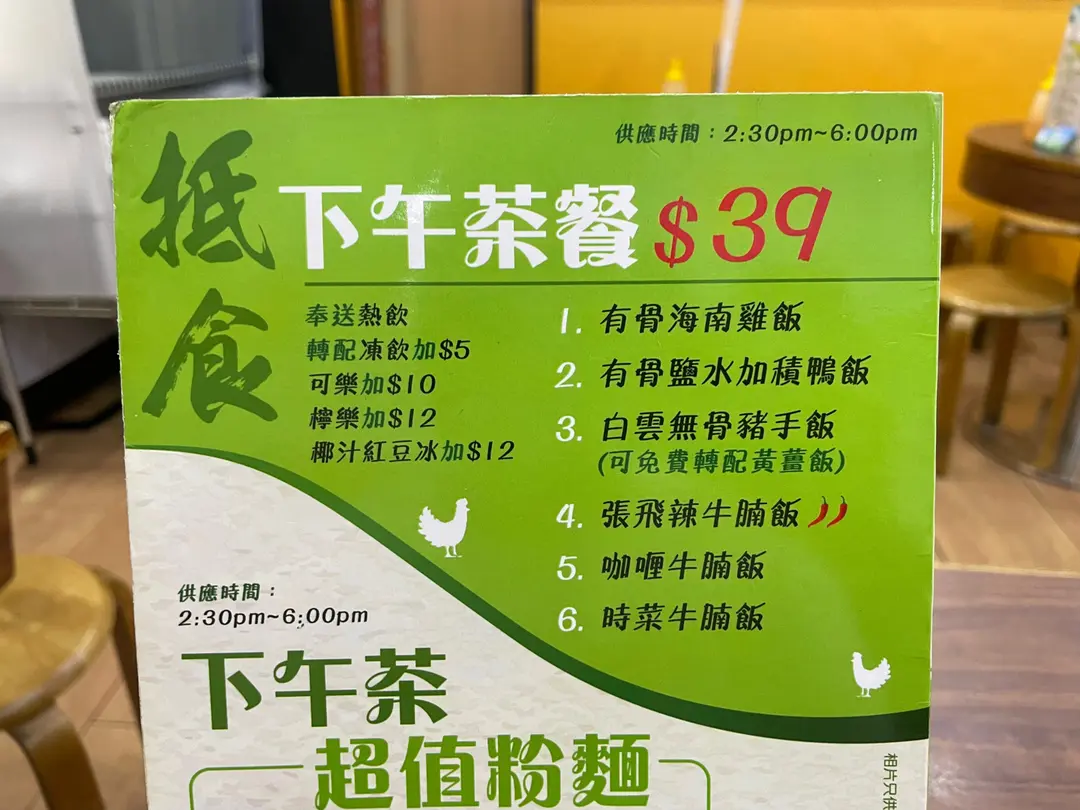 抵食
供應時間：2:30pm~6:00pm
下午茶餐 $39
奉送熱飲
轉配凍飲加$5
可樂加$10
檸樂加$12
椰汁紅豆冰加$12
1. 有骨海南雞飯
2. 有骨鹽水加積鴨飯
3. 白雲無骨豬手飯
(可免費轉配黃薑飯)
4. 張飛辣牛腩飯
5. 咖喱牛腩飯
6. 時菜牛腩飯
供應時間：
2:30pm~6:00pm
下午茶
超值粉麵
相片只供